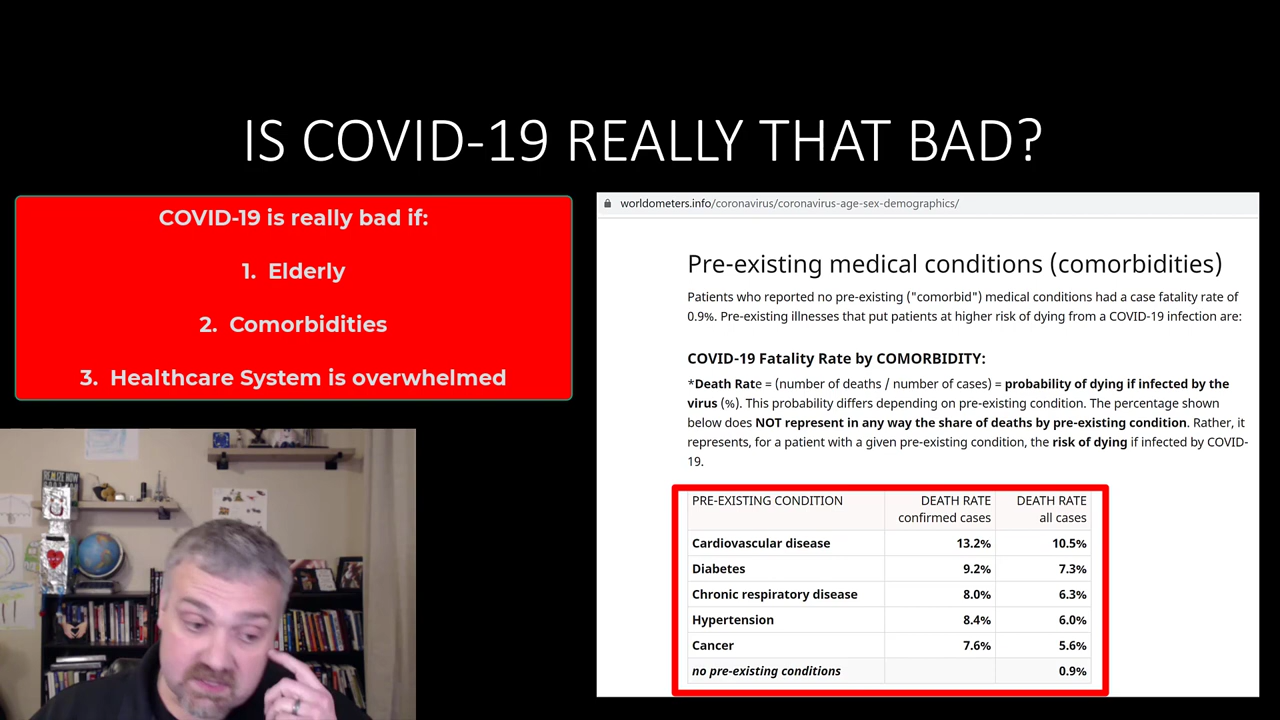 IS COVID-19 REALLY THAT BAD?
COVID-19 is really bad if:
1. Elderly
2. Comorbidities
3. Healthcare System is overwhelmed
worldometers.info/coronavirus/coronavirus-age-sex-demographics/
Pre-existing medical conditions (comorbidities)
Patients who reported no pre-existing ("comorbid") medical conditions had a case fatality rate of
0.9%. Pre-existing illnesses that put patients at higher risk of dying from a COVID-19 infection are:
COVID-19 Fatality Rate by COMORBIDITY:
*Death Rate = (number of deaths / number of cases) = probability of dying if infected by the
virus (%). This probability differs depending on pre-existing condition. The percentage shown
below does NOT represent in any way the share of deaths by pre-existing condition. Rather, it
represents, for a patient with a given pre-existing condition, the risk of dying if infected by COVID-
19.
PRE-EXISTING CONDITION DEATH RATE DEATH RATE
confirmed cases all cases
Cardiovascular disease 13.2% 10.5%
Diabetes 9.2% 7.3%
Chronic respiratory disease 8.0% 6.3%
Hypertension 8.4% 6.0%
Cancer 7.6% 5.6%
no pre-existing conditions 0.9%